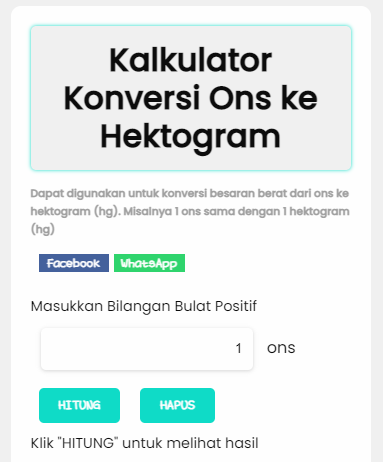 Kalkulator
Konversi Ons ke
Hektogram
Dapat digunakan untuk konversi besaran berat dari ons ke
hektogram (hg). Misalnya 1 ons sama dengan 1 hektogram
(hg)
Facebook WhatsApp
Masukkan Bilangan Bulat Positif
1 ons
HITUNG HAPUS
Klik "HITUNG" untuk melihat hasil